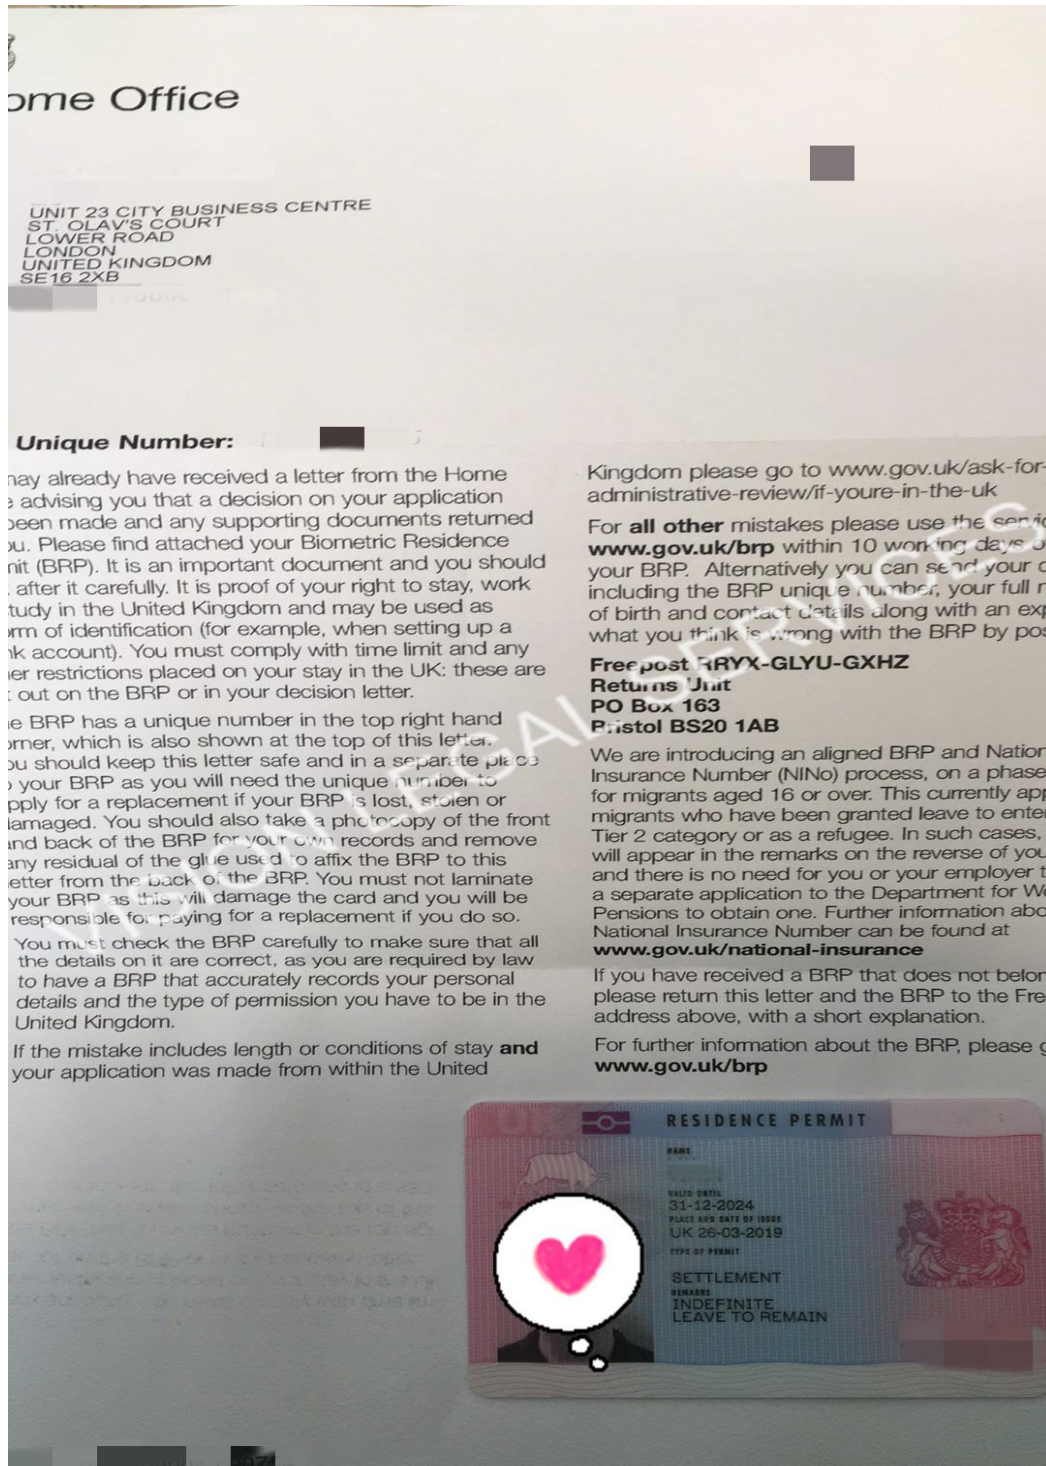 ome Office
UNIT 23 CITY BUSINESS CENTRE
ST. OLAV'S COURT
LOWER ROAD
LONDON
UNITED KINGDOM
SE16 2XB
Unique Number:
may already have received a letter from the Home
e advising you that a decision on your application
been made and any supporting documents returned
ou. Please find attached your Biometric Residence
mit (BRP). It is an important document and you should
after it carefully. It is proof of your right to stay, work
tudy in the United Kingdom and may be used as
orm of identification (for example, when setting up a
nk account). You must comply with time limit and any
er restrictions placed on your stay in the UK: these are
t out on the BRP or in your decision letter.
e BRP has a unique number in the top right hand
orner, which is also shown at the top of this letter.
ou should keep this letter safe and in a separate place
o your BRP as you will need the unique number to
pply for a replacement if your BRP is lost, stolen or
damaged. You should also take a photocopy of the front
and back of the BRP for your own records and remove
any residual of the glue used to affix the BRP to this
etter from the back of the BRP. You must not laminate
your BRP as this will damage the card and you will be
responsible for paying for a replacement if you do so.
You must check the BRP carefully to make sure that all
the details on it are correct, as you are required by law
to have a BRP that accurately records your personal
details and the type of permission you have to be in the
United Kingdom.
If the mistake includes length or conditions of stay and
your application was made from within the United
Kingdom please go to www.gov.uk/ask-for-
administrative-review/if-youre-in-the-uk
For all other mistakes please use the servic
www.gov.uk/brp within 10 working days o
your BRP. Alternatively you can send your c
including the BRP unique number, your full n
of birth and contact details along with an exp
what you think is wrong with the BRP by pos
Freepost RRYX-GLYU-GXHZ
Returns Unit
PO Box 163
Bristol BS20 1AB
We are introducing an aligned BRP and Nation
Insurance Number (NINo) process, on a phase
for migrants aged 16 or over. This currently app
migrants who have been granted leave to enter
Tier 2 category or as a refugee. In such cases,
will appear in the remarks on the reverse of you
and there is no need for you or your employer t
a separate application to the Department for Wo
Pensions to obtain one. Further information abo
National Insurance Number can be found at
www.gov.uk/national-insurance
If you have received a BRP that does not belon
please return this letter and the BRP to the Fre
address above, with a short explanation.
For further information about the BRP, please g
www.gov.uk/brp
VISION LEGAL SERVICES
RESIDENCE PERMIT
NAME
VALID UNTIL
31-12-2024
PLACE AND DATE OF ISSUE
UK 26-03-2019
TYPE OF PERMIT
SETTLEMENT
REMARKS
INDEFINITE
LEAVE TO REMAIN